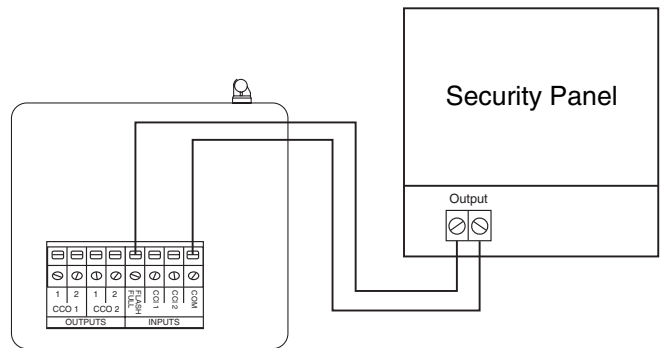 Security Panel
Output
1 2 1 2
FULL
FLASH
CCI 1
CCI 2
COM
CCO 1 CCO 2
OUTPUTS INPUTS